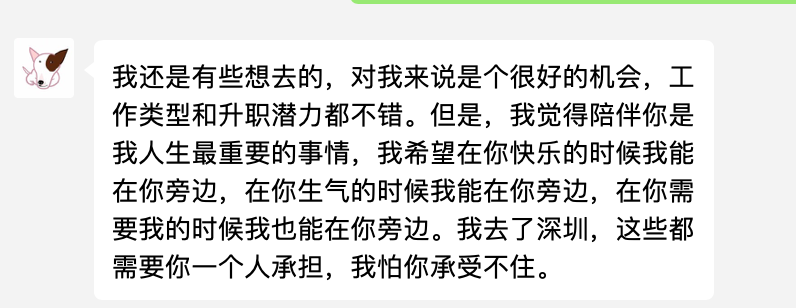 我还是有些想去的，对我来说是个很好的机会，工
作类型和升职潜力都不错。但是，我觉得陪伴你是
我人生最重要的事情，我希望在你快乐的时候我能
在你旁边，在你生气的时候我能在你旁边，在你需
要我的时候我也能在你旁边。我去了深圳，这些都
需要你一个人承担，我怕你承受不住。